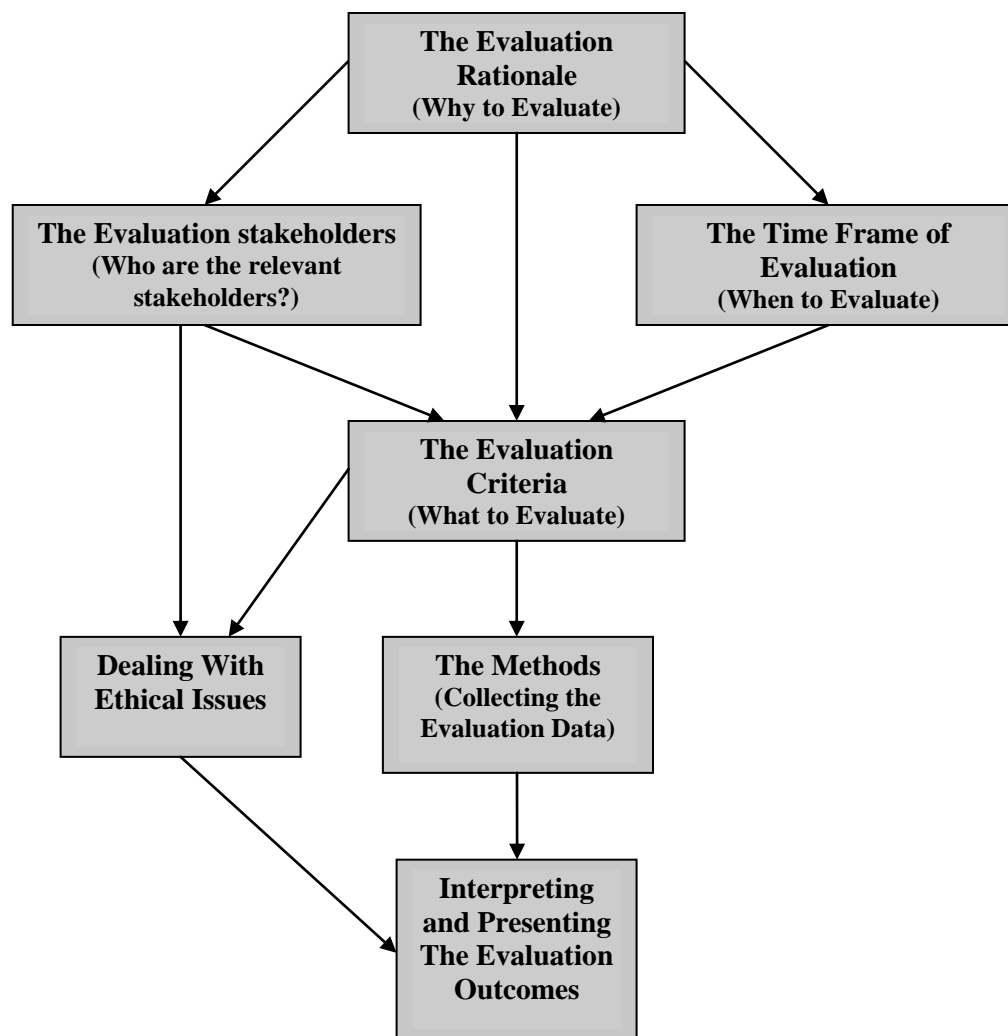 The Evaluation
Rationale
(Why to Evaluate)
The Evaluation stakeholders
(Who are the relevant
stakeholders?)
The Time Frame of
Evaluation
(When to Evaluate)
The Evaluation
Criteria
(What to Evaluate)
Dealing With
Ethical Issues
The Methods
(Collecting the
Evaluation Data)
Interpreting
and Presenting
The Evaluation
Outcomes